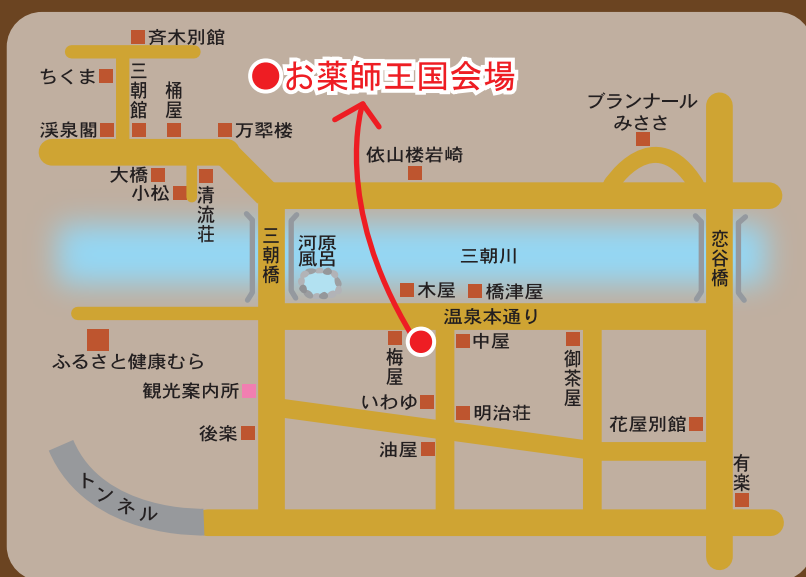 斉木別館
ちくま
三朝館
桶屋
お薬師王国会場
渓泉閣
万翆楼
ブランナール
みささ
依山楼岩崎
大橋
小松
清流荘
三朝橋
河原
風呂
三朝川
恋谷橋
木屋
橋津屋
温泉本通り
ふるさと健康むら
梅屋
中屋
御茶屋
観光案内所
いわゆ
明治荘
後楽
油屋
花屋別館
有楽
トンネル